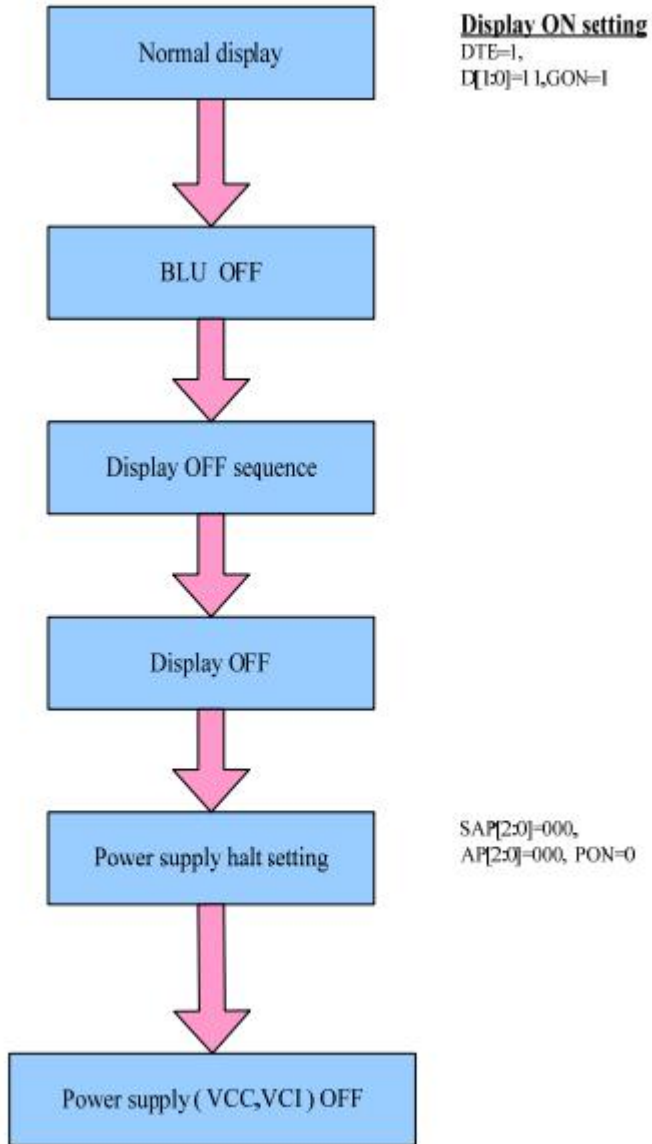 Normal display
Display ON setting
DTE=1,
D[1:0]=11,GON=1
BLU OFF
Display OFF sequence
Display OFF
Power supply halt setting
SAP[2:0]=000,
AP[2:0]=000, PON=0
Power supply ( VCC,VCI ) OFF